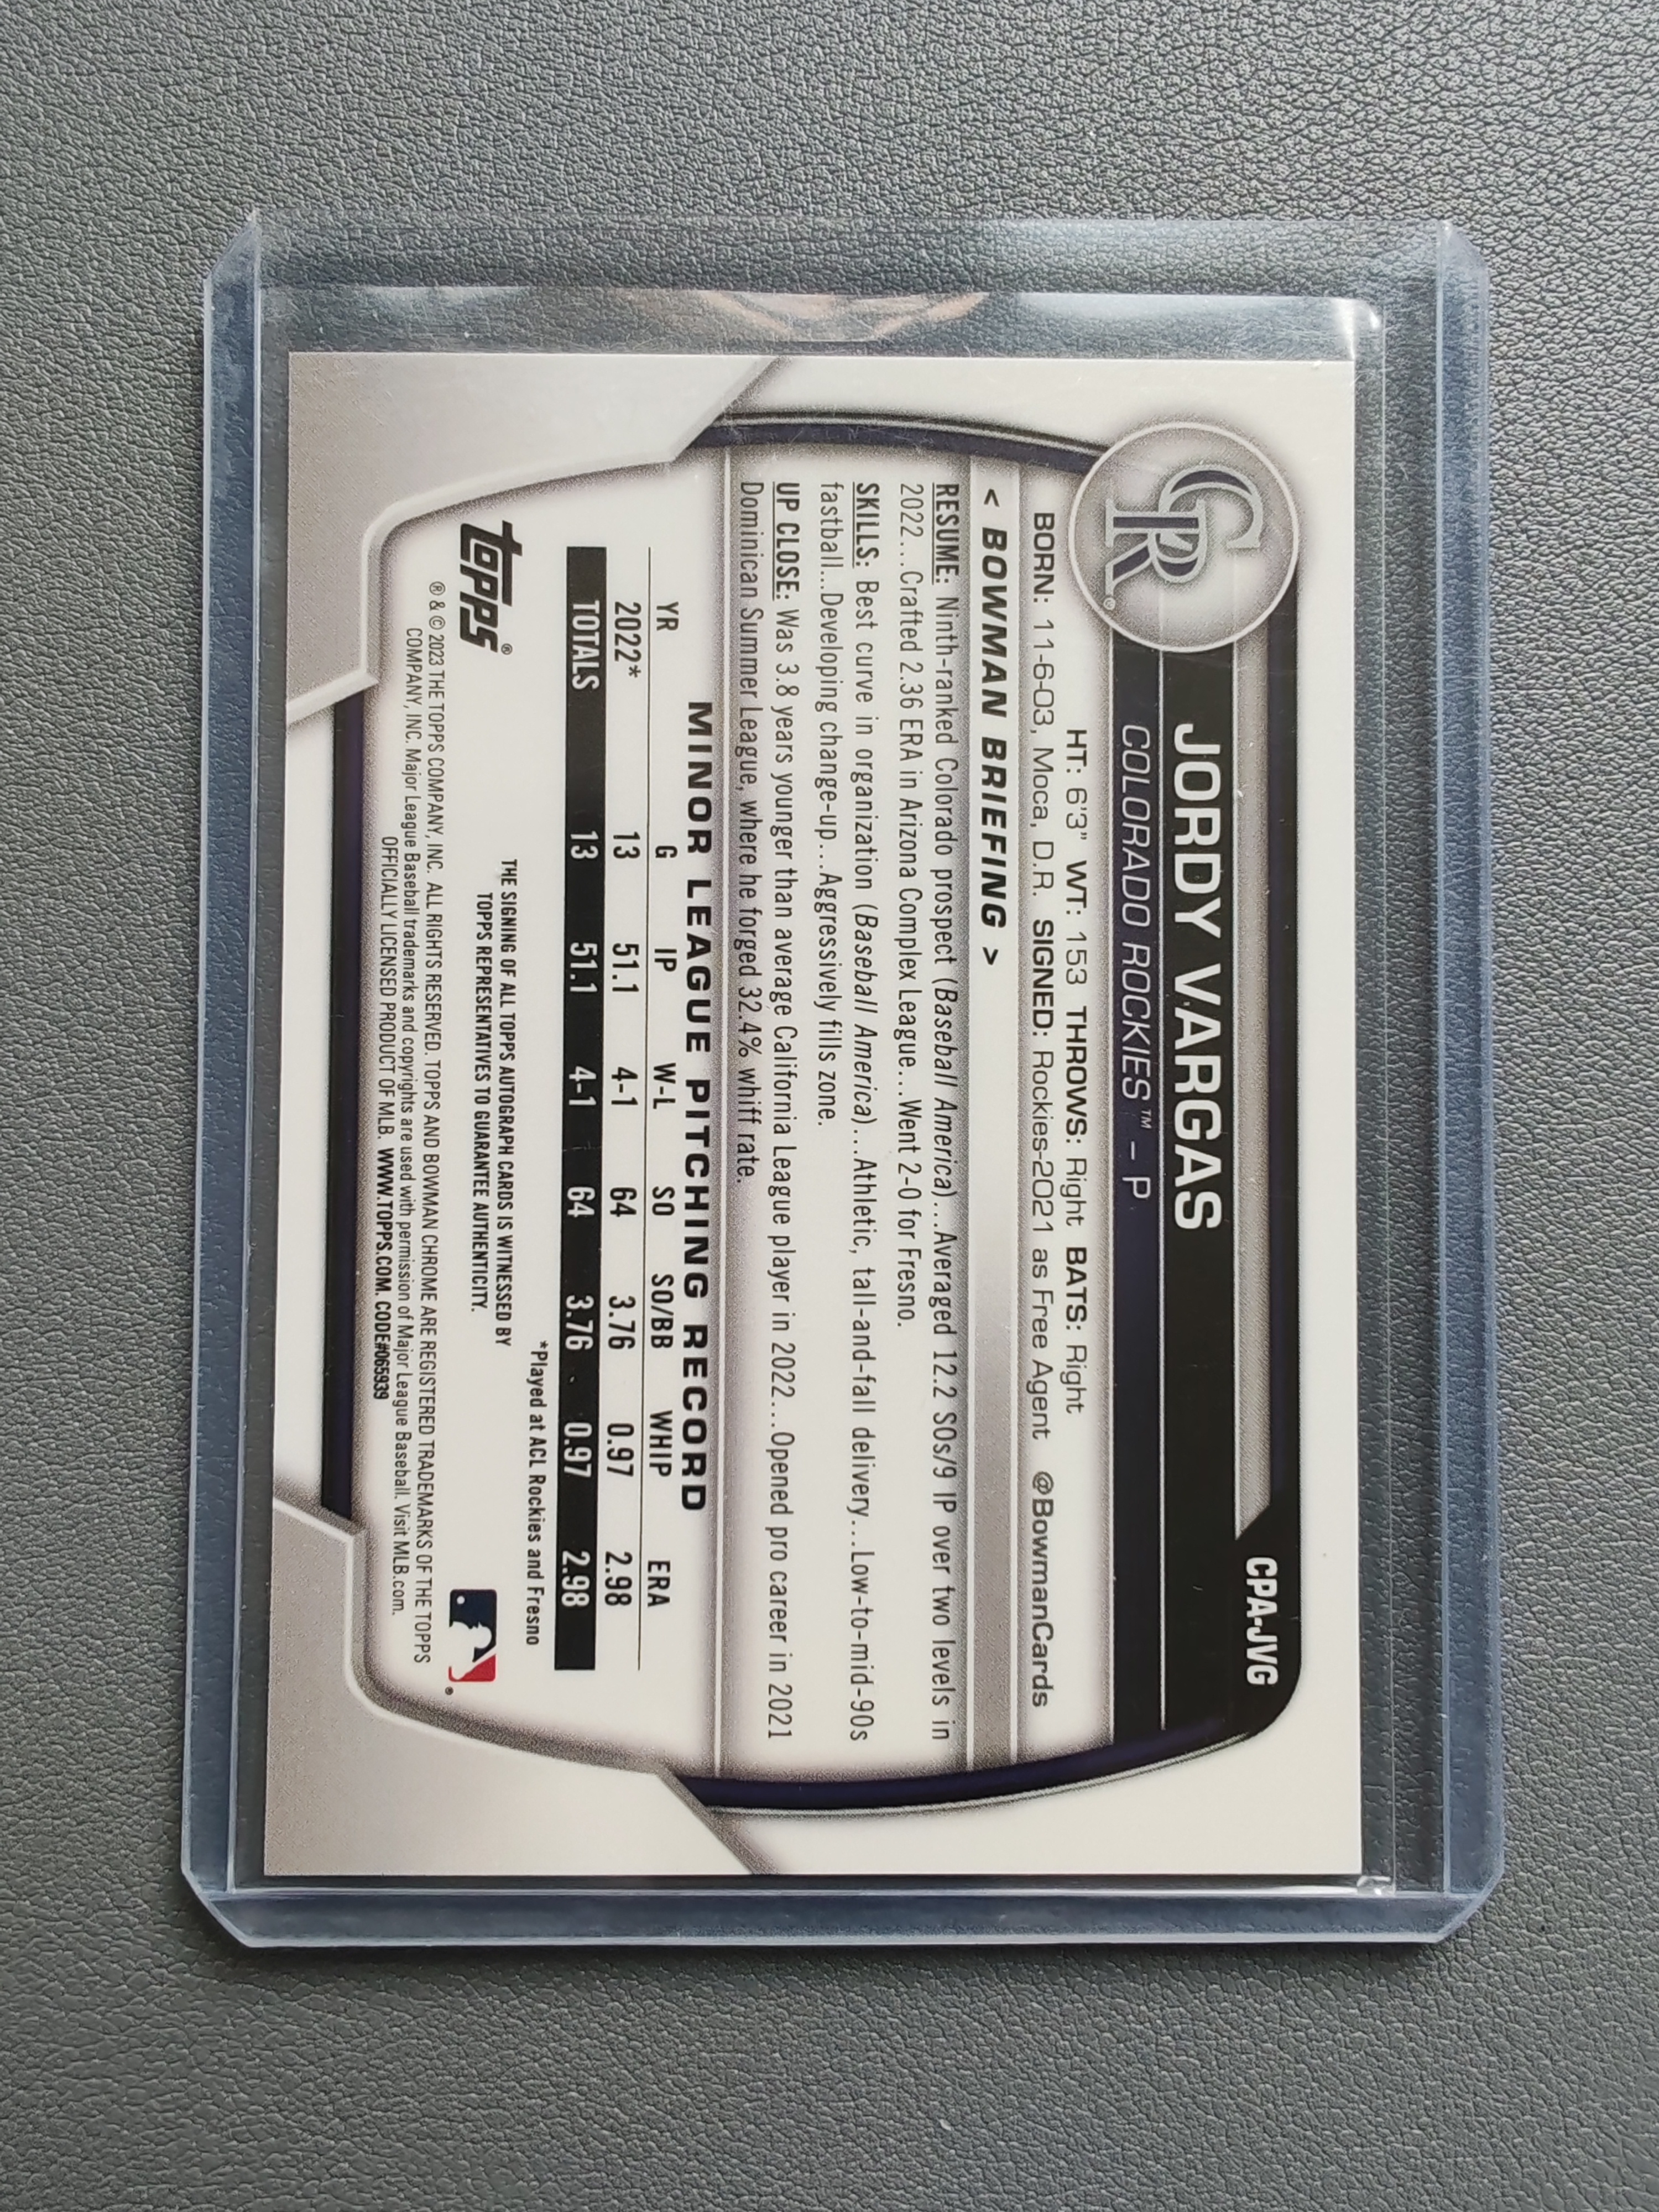 CPA-JVG
CR®
JORDY VARGAS
COLORADO ROCKIES™ – P
HT: 6'3" WT: 153 THROWS: Right BATS: Right
BORN: 11-6-03, Moca, D.R. SIGNED: Rockies-2021 as Free Agent @BowmanCards
< BOWMAN BRIEFING >
RESUME: Ninth-ranked Colorado prospect (Baseball America)...Averaged 12.2 SOs/9 IP over two levels in
2022...Crafted 2.36 ERA in Arizona Complex League...Went 2-0 for Fresno.
SKILLS: Best curve in organization (Baseball America)...Athletic, tall-and-fall delivery...Low-to-mid-90s
fastball...Developing change-up...Aggressively fills zone.
UP CLOSE: Was 3.8 years younger than average California League player in 2022...Opened pro career in 2021
Dominican Summer League, where he forged 32.4% whiff rate.
MINOR LEAGUE PITCHING RECORD
YR G IP W-L SO SO/BB WHIP ERA
2022* 13 51.1 4-1 64 3.76 0.97 2.98
TOTALS 13 51.1 4-1 64 3.76 0.97 2.98
*Played at ACL Rockies and Fresno
topps®
THE SIGNING OF ALL TOPPS AUTOGRAPH CARDS IS WITNESSED BY
TOPPS REPRESENTATIVES TO GUARANTEE AUTHENTICITY.
® & © 2023 THE TOPPS COMPANY, INC. ALL RIGHTS RESERVED. TOPPS AND BOWMAN CHROME ARE REGISTERED TRADEMARKS OF THE TOPPS
COMPANY, INC. Major League Baseball trademarks and copyrights are used with permission of Major League Baseball. Visit MLB.com.
OFFICIALLY LICENSED PRODUCT OF MLB. WWW.TOPPS.COM. CODE#065939